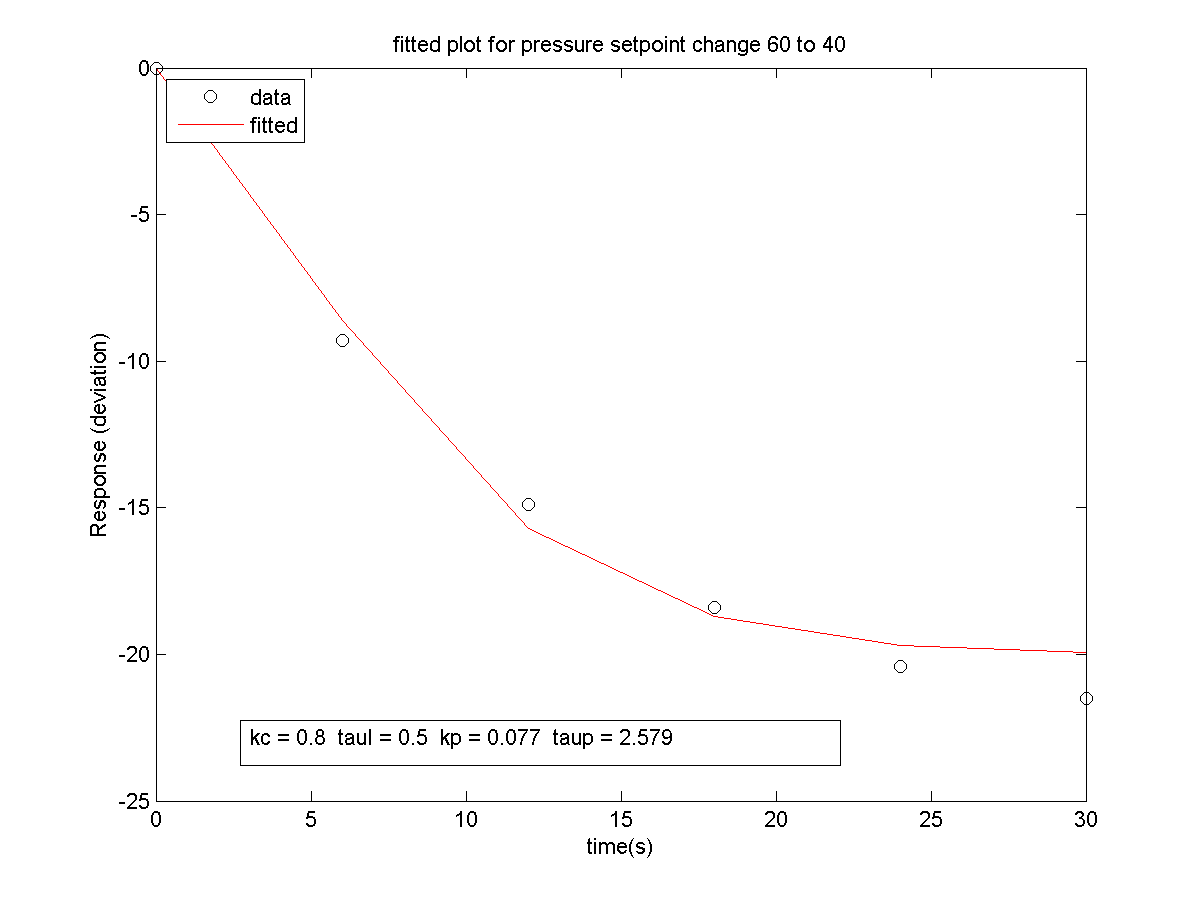 fitted plot for pressure setpoint change 60 to 40
0
-5
-10
-15
-20
-25
Response (deviation)
data
fitted
kc = 0.8 tauI = 0.5 kp = 0.077 taup = 2.579
0 5 10 15 20 25 30
time(s)